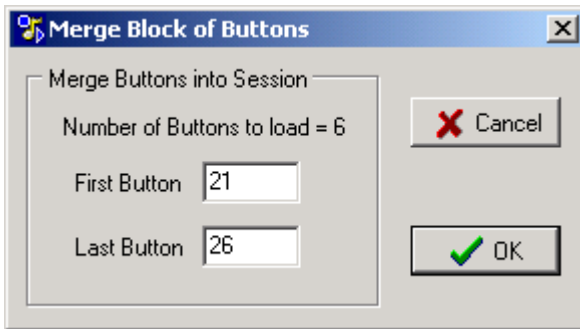 Merge Block of Buttons
Merge Buttons into Session
Number of Buttons to load = 6
Cancel
First Button 21
Last Button 26
OK